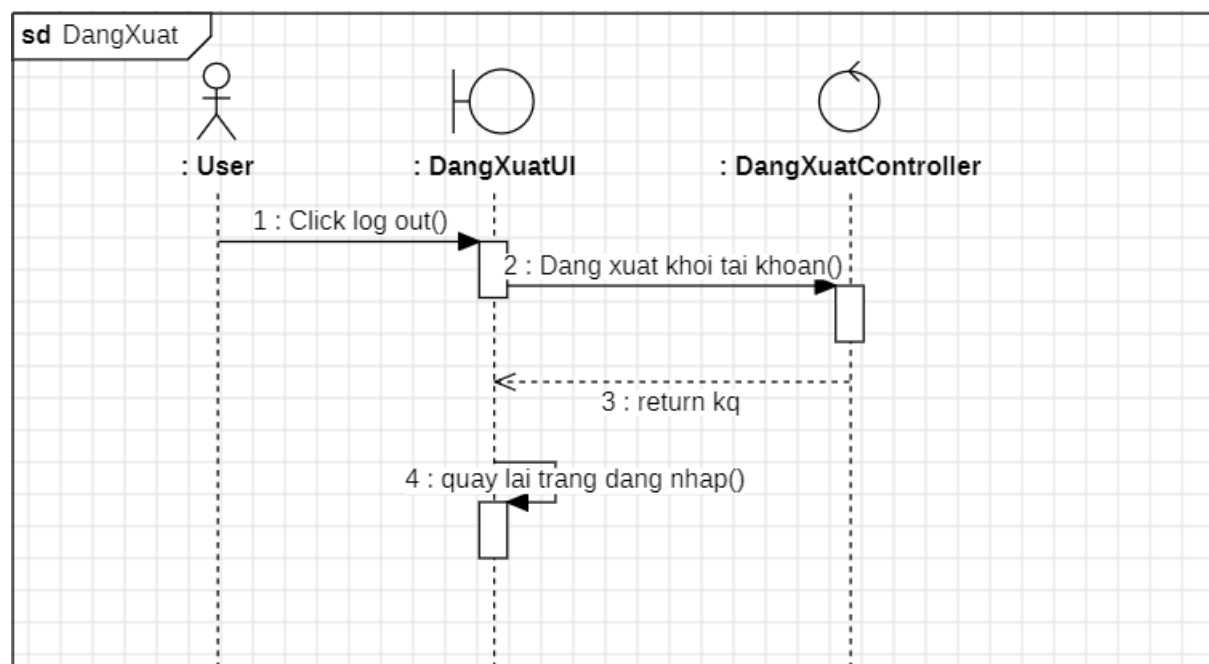 sd DangXuat
: User
: DangXuatUI
: DangXuatController
1 : Click log out()
2 : Dang xuat khoi tai khoan()
3 : return kq
4 : quay lai trang dang nhap()